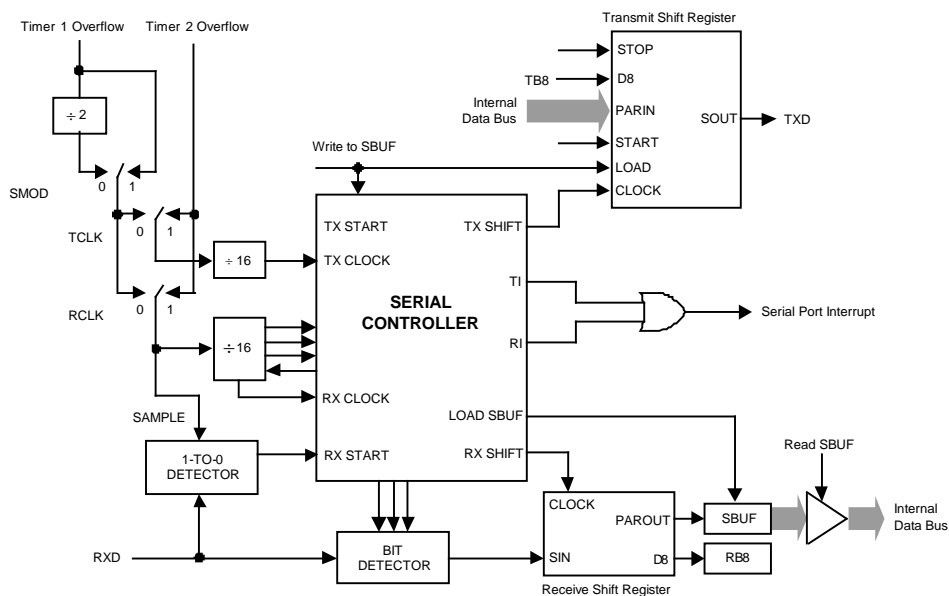 Timer 1 Overflow
Timer 2 Overflow
Transmit Shift Register
STOP
TB8
D8
÷ 2
Internal
Data Bus
PARIN
SOUT
TXD
START
Write to SBUF
LOAD
0
1
SMOD
CLOCK
TX START
TX SHIFT
TCLK
0
1
÷ 16
TX CLOCK
TI
SERIAL
CONTROLLER
Serial Port Interrupt
RCLK
0
1
÷ 16
RI
RX CLOCK
SAMPLE
LOAD SBUF
1-TO-0
DETECTOR
RX START
RX SHIFT
Read SBUF
CLOCK
PAROUT
SBUF
Internal
Data Bus
RXD
BIT
DETECTOR
SIN
D8
RB8
Receive Shift Register